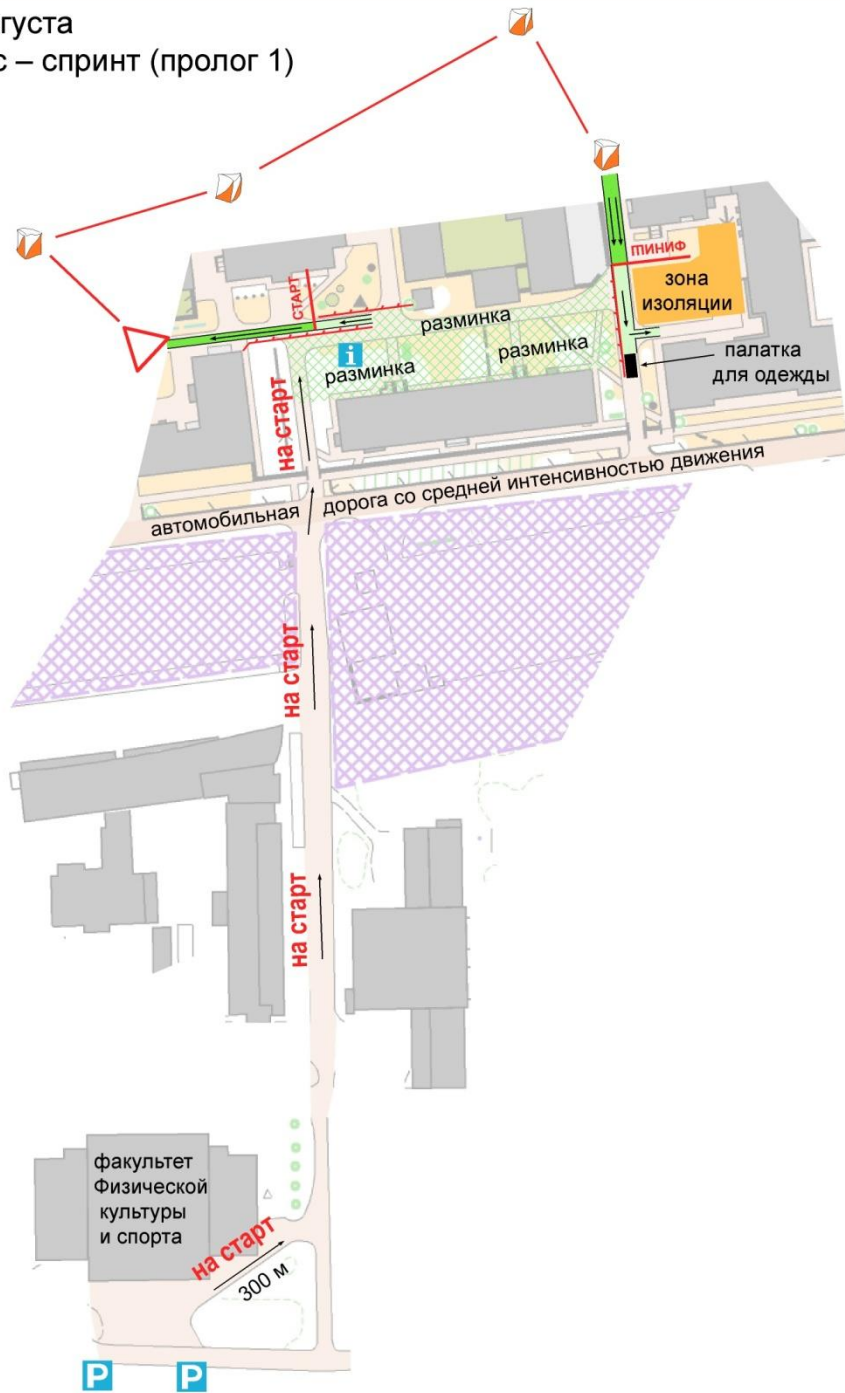 густа
с – спринт (пролог 1)
ФИНИШ
зона
изоляции
СТАРТ
разминка
i
разминка
разминка
палатка
для одежды
на старт
автомобильная дорога со средней интенсивностью движения
на старт
на старт
факультет
Физической
культуры
и спорта
на старт
300 м
P
P